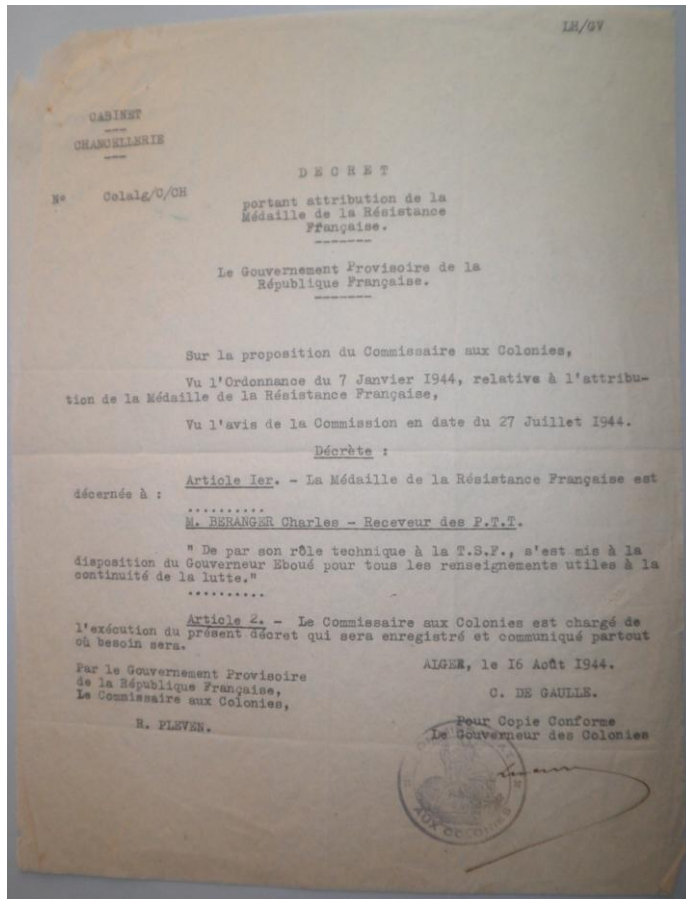 LH/GV
CABINET
CHANCELLERIE
N° Colalg/C/CH
DECRET
portant attribution de la
Médaille de la Résistance
Française.
Le Gouvernement Provisoire de la
République Française.
Sur la proposition du Commissaire aux Colonies,
Vu l'Ordonnance du 7 Janvier 1944, relative à l'attribu-
tion de la Médaille de la Résistance Française,
Vu l'avis de la Commission en date du 27 Juillet 1944.
Décrète :
Article Ier. - La Médaille de la Résistance Française est
décernée à :
..........
M. BERANGER Charles - Receveur des P.T.T.
" De par son rôle technique à la T.S.F., s'est mis à la
disposition du Gouverneur Eboué pour tous les renseignements utiles à la
continuité de la lutte."
..........
Article 2. - Le Commissaire aux Colonies est chargé de
l'exécution du présent décret qui sera enregistré et communiqué partout
où besoin sera.
Par le Gouvernement Provisoire
de la République Française,
Le Commissaire aux Colonies,
R. PLEVEN.
ALGER, le 16 Août 1944.
C. DE GAULLE.
Pour Copie Conforme
Le Gouverneur des Colonies
AUX COLONIES